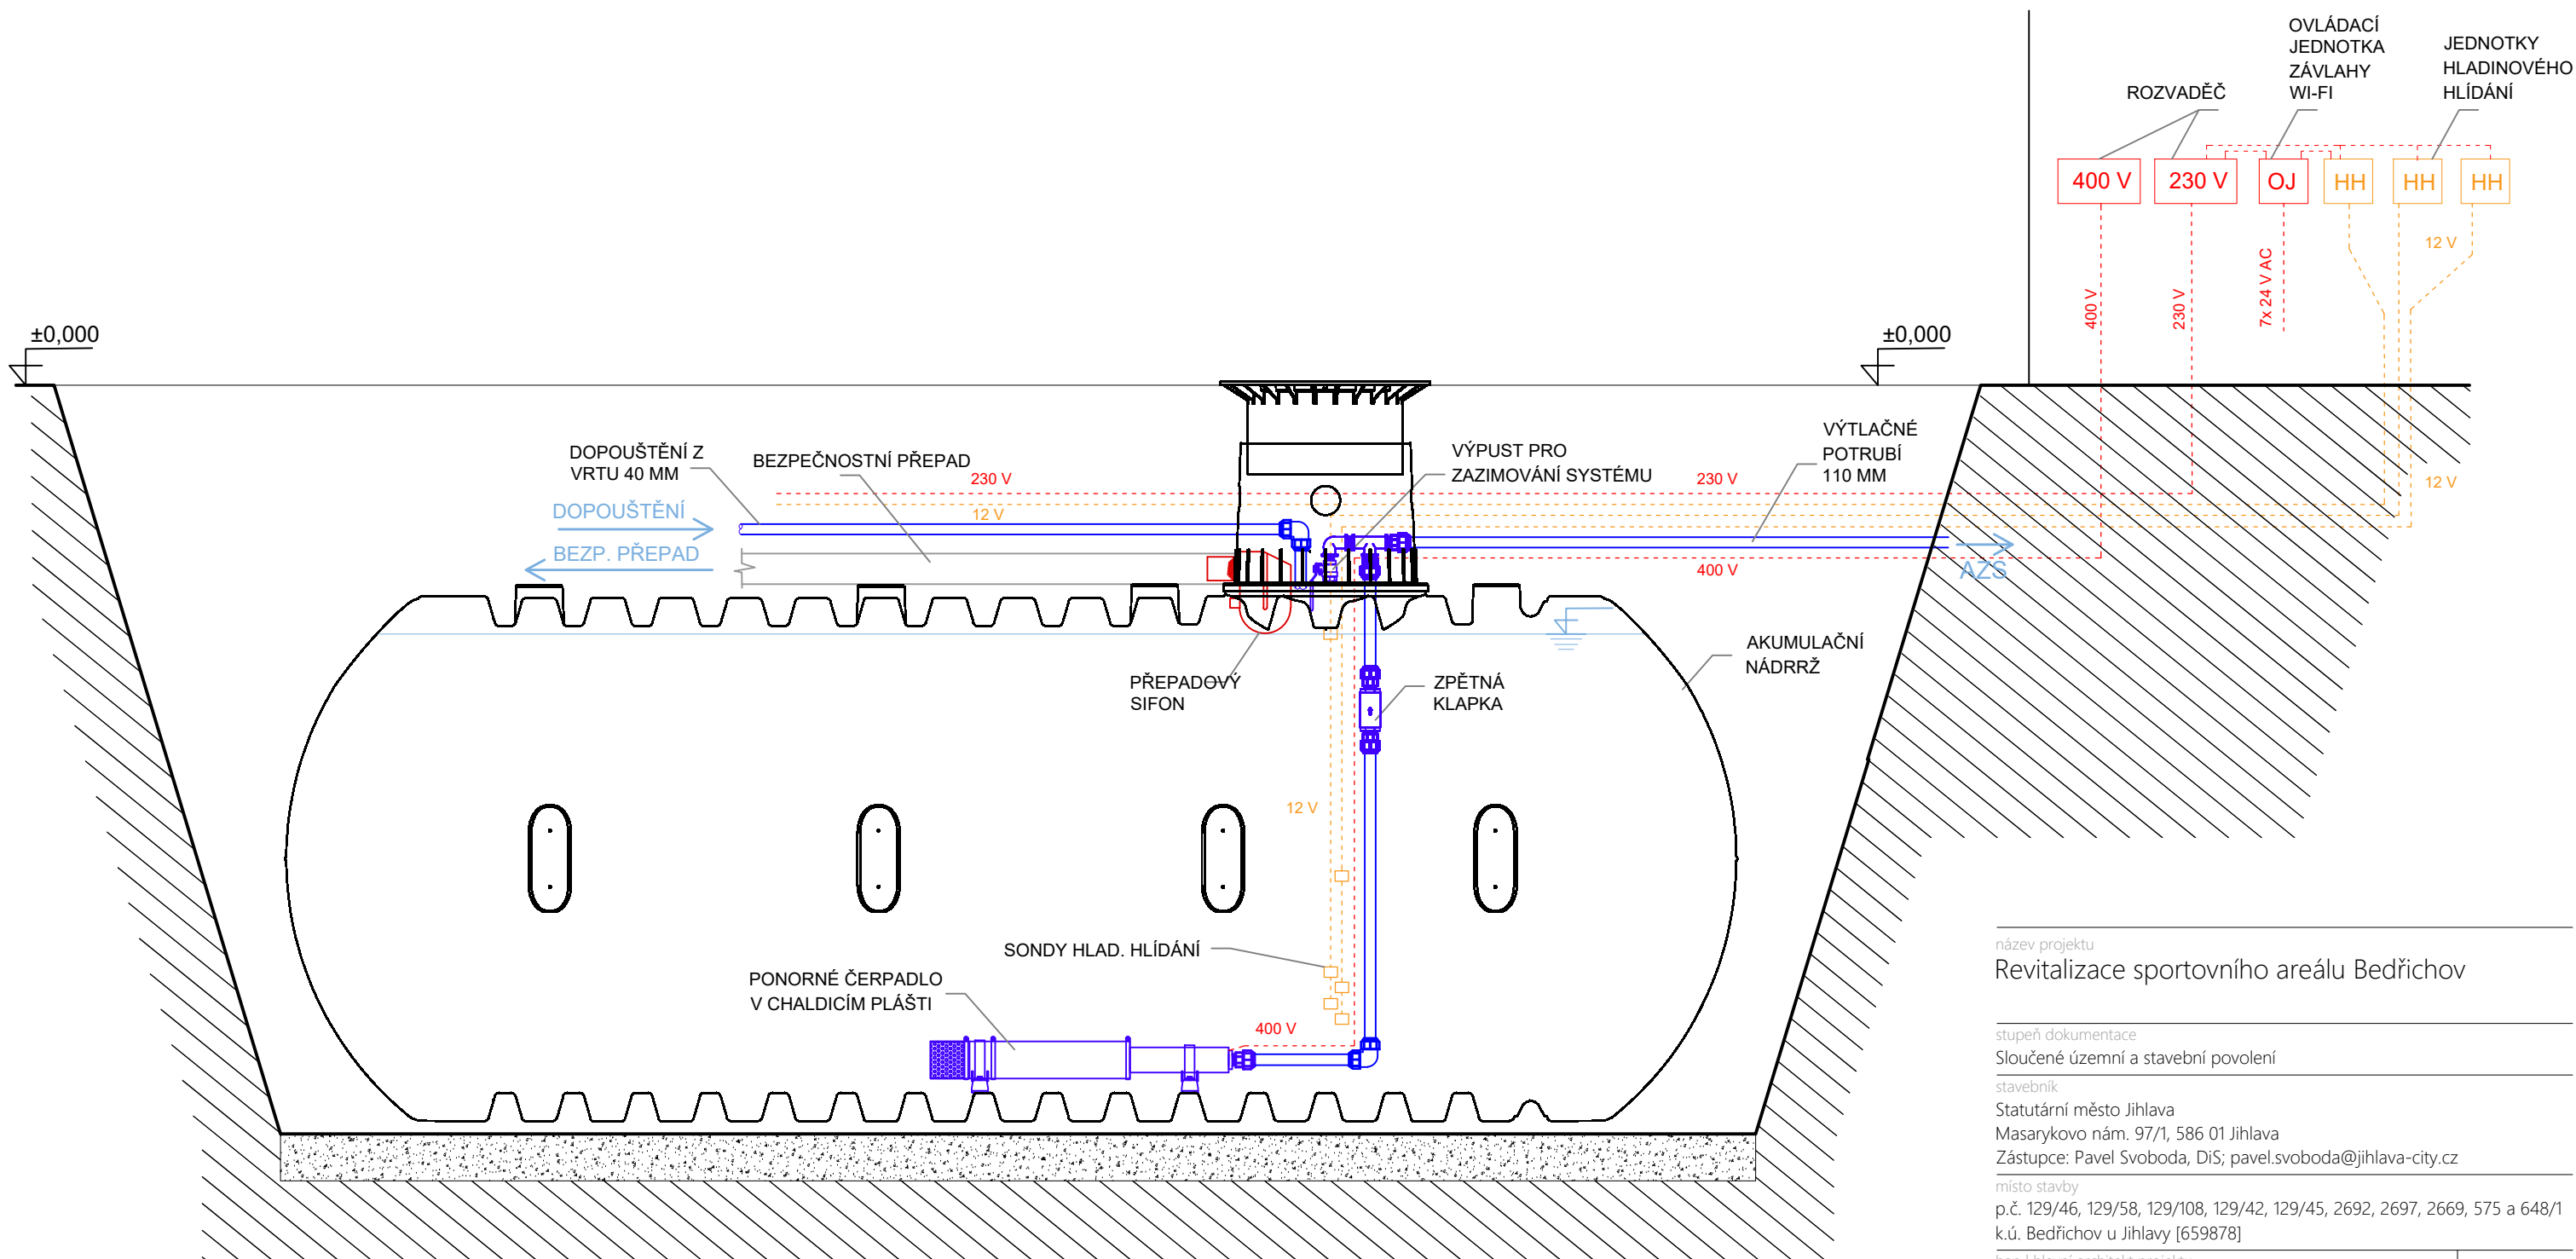 OVLÁDACÍ
JEDNOTKA
ZÁVLAHY
WI-FI
JEDNOTKY
HLADINOVÉHO
HLÍDÁNÍ
ROZVADĚČ
400 V
230 V
OJ
HH
HH
HH
12 V
400 V
230 V
7x 24 V AC
±0,000
±0,000
DOPOUŠTĚNÍ Z
VRTU 40 MM
BEZPEČNOSTNÍ PŘEPAD
230 V
12 V
VÝPUST PRO
ZAZIMOVÁNÍ SYSTÉMU
230 V
VÝTLAČNÉ
POTRUBÍ
110 MM
12 V
DOPOUŠTĚNÍ
BEZP. PŘEPAD
400 V
AZS
AKUMULAČNÍ
NÁDRRŽ
PŘEPADOVÝ
SIFON
ZPĚTNÁ
KLAPKA
12 V
SONDY HLAD. HLÍDÁNÍ
PONORNÉ ČERPADLO
V CHALDICÍM PLÁŠTI
400 V
název projektu
Revitalizace sportovního areálu Bedřichov
stupeň dokumentace
Sloučené územní a stavební povolení
stavebník
Statutární město Jihlava
Masarykovo nám. 97/1, 586 01 Jihlava
Zástupce: Pavel Svoboda, DiS; pavel.svoboda@jihlava-city.cz
místo stavby
p.č. 129/46, 129/58, 129/108, 129/42, 129/45, 2692, 2697, 2669, 575 a 648/1
k.ú. Bedřichov u Jihlavy [659878]